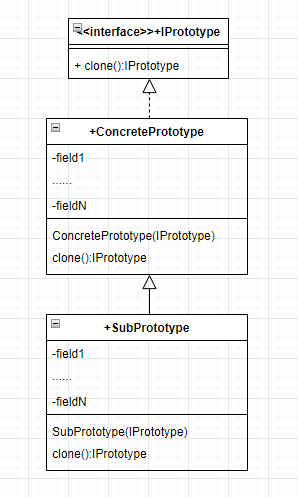 <<interface>>+IPrototype
+ clone():IPrototype
+ConcretePrototype
-field1
......
-fieldN
ConcretePrototype(IPrototype)
clone():IPrototype
+SubPrototype
-field1
......
-fieldN
SubPrototype(IPrototype)
clone():IPrototype